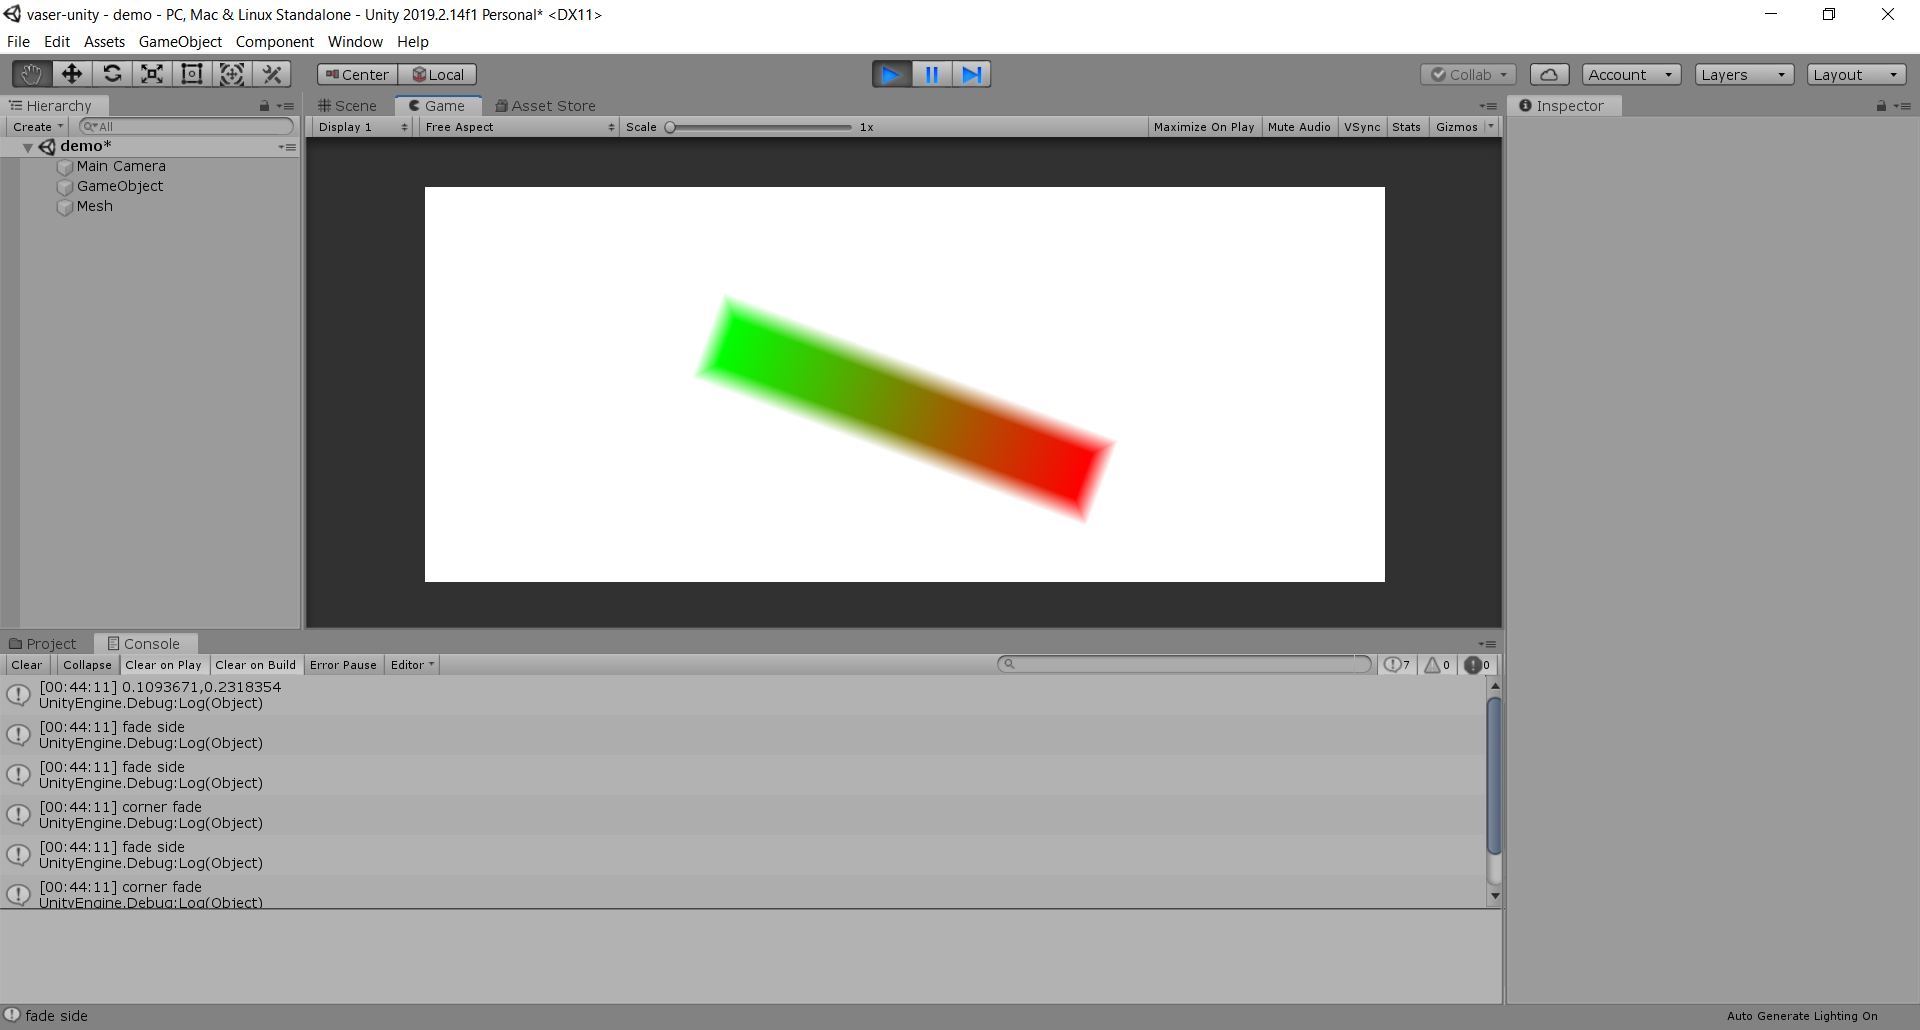 vaser-unity - demo - PC, Mac & Linux Standalone - Unity 2019.2.14f1 Personal* <DX11>
File Edit Assets GameObject Component Window Help
Center Local Collab Account Layers Layout
Hierarchy Scene Game Asset Store Inspector
Create All Display 1 Free Aspect Scale 1x Maximize On Play Mute Audio VSync Stats Gizmos
demo*
Main Camera
GameObject
Mesh
Project Console
Clear Collapse Clear on Play Clear on Build Error Pause Editor 7 0 0
[00:44:11] 0.1093671,0.2318354
UnityEngine.Debug:Log(Object)
[00:44:11] fade side
UnityEngine.Debug:Log(Object)
[00:44:11] fade side
UnityEngine.Debug:Log(Object)
[00:44:11] corner fade
UnityEngine.Debug:Log(Object)
[00:44:11] fade side
UnityEngine.Debug:Log(Object)
[00:44:11] corner fade
UnityEngine.Debug:Log(Object)
fade side Auto Generate Lighting On